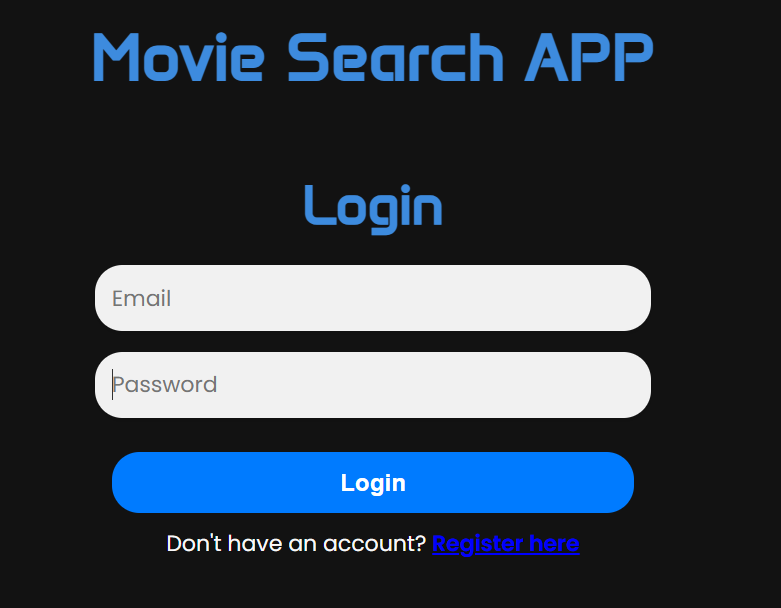 Movie Search APP
Login
Email
Password
Login
Don't have an account? Register here